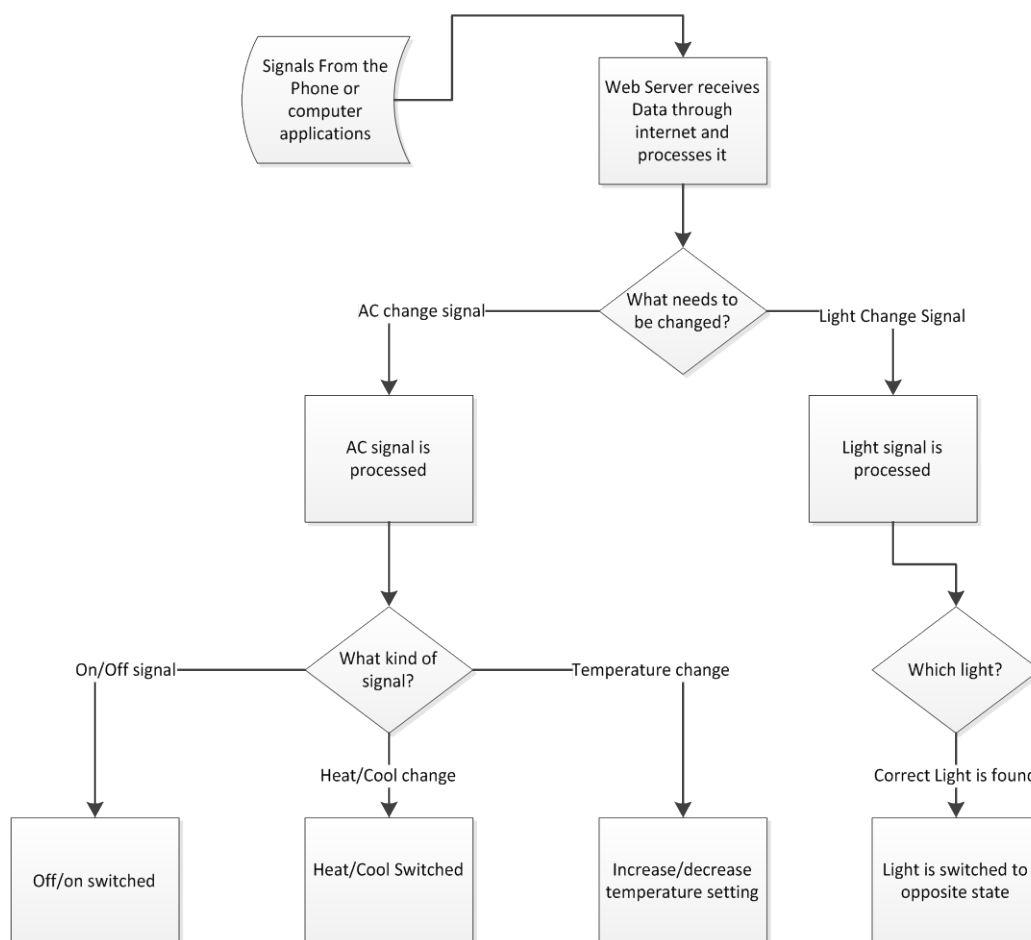 Signals From the
Phone or
computer
applications
Web Server receives
Data through
internet and
processes it
What needs to
be changed?
AC change signal
Light Change Signal
AC signal is
processed
Light signal is
processed
What kind of
signal?
Which light?
On/Off signal
Temperature change
Heat/Cool change
Correct Light is found
Off/on switched
Heat/Cool Switched
Increase/decrease
temperature setting
Light is switched to
opposite state